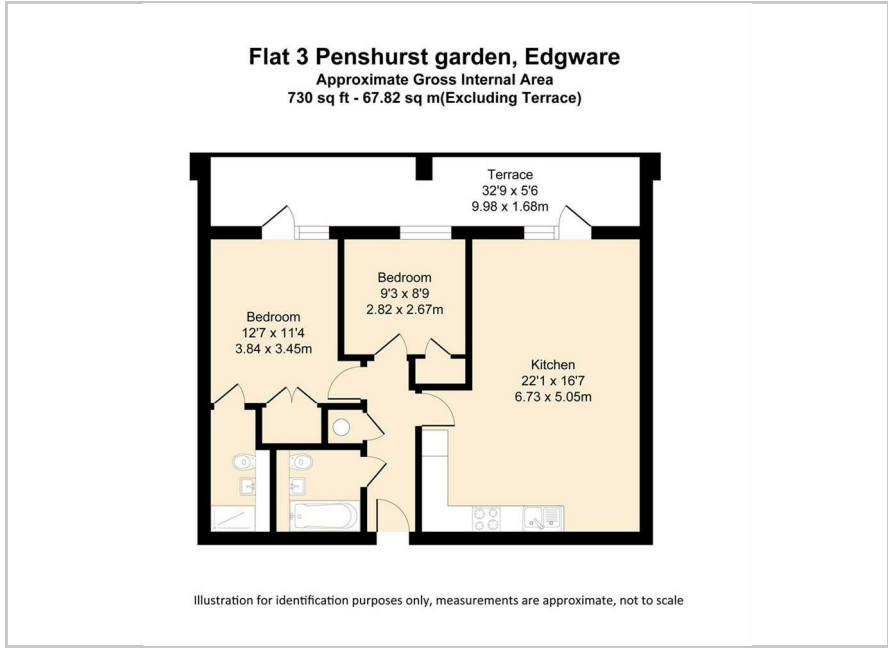 Flat 3 Penshurst garden, Edgware
Approximate Gross Internal Area
730 sq ft - 67.82 sq m(Excluding Terrace)
Terrace
32'9 x 5'6
9.98 x 1.68m
Bedroom
9'3 x 8'9
2.82 x 2.67m
Bedroom
12'7 x 11'4
3.84 x 3.45m
Kitchen
22'1 x 16'7
6.73 x 5.05m
Illustration for identification purposes only, measurements are approximate, not to scale